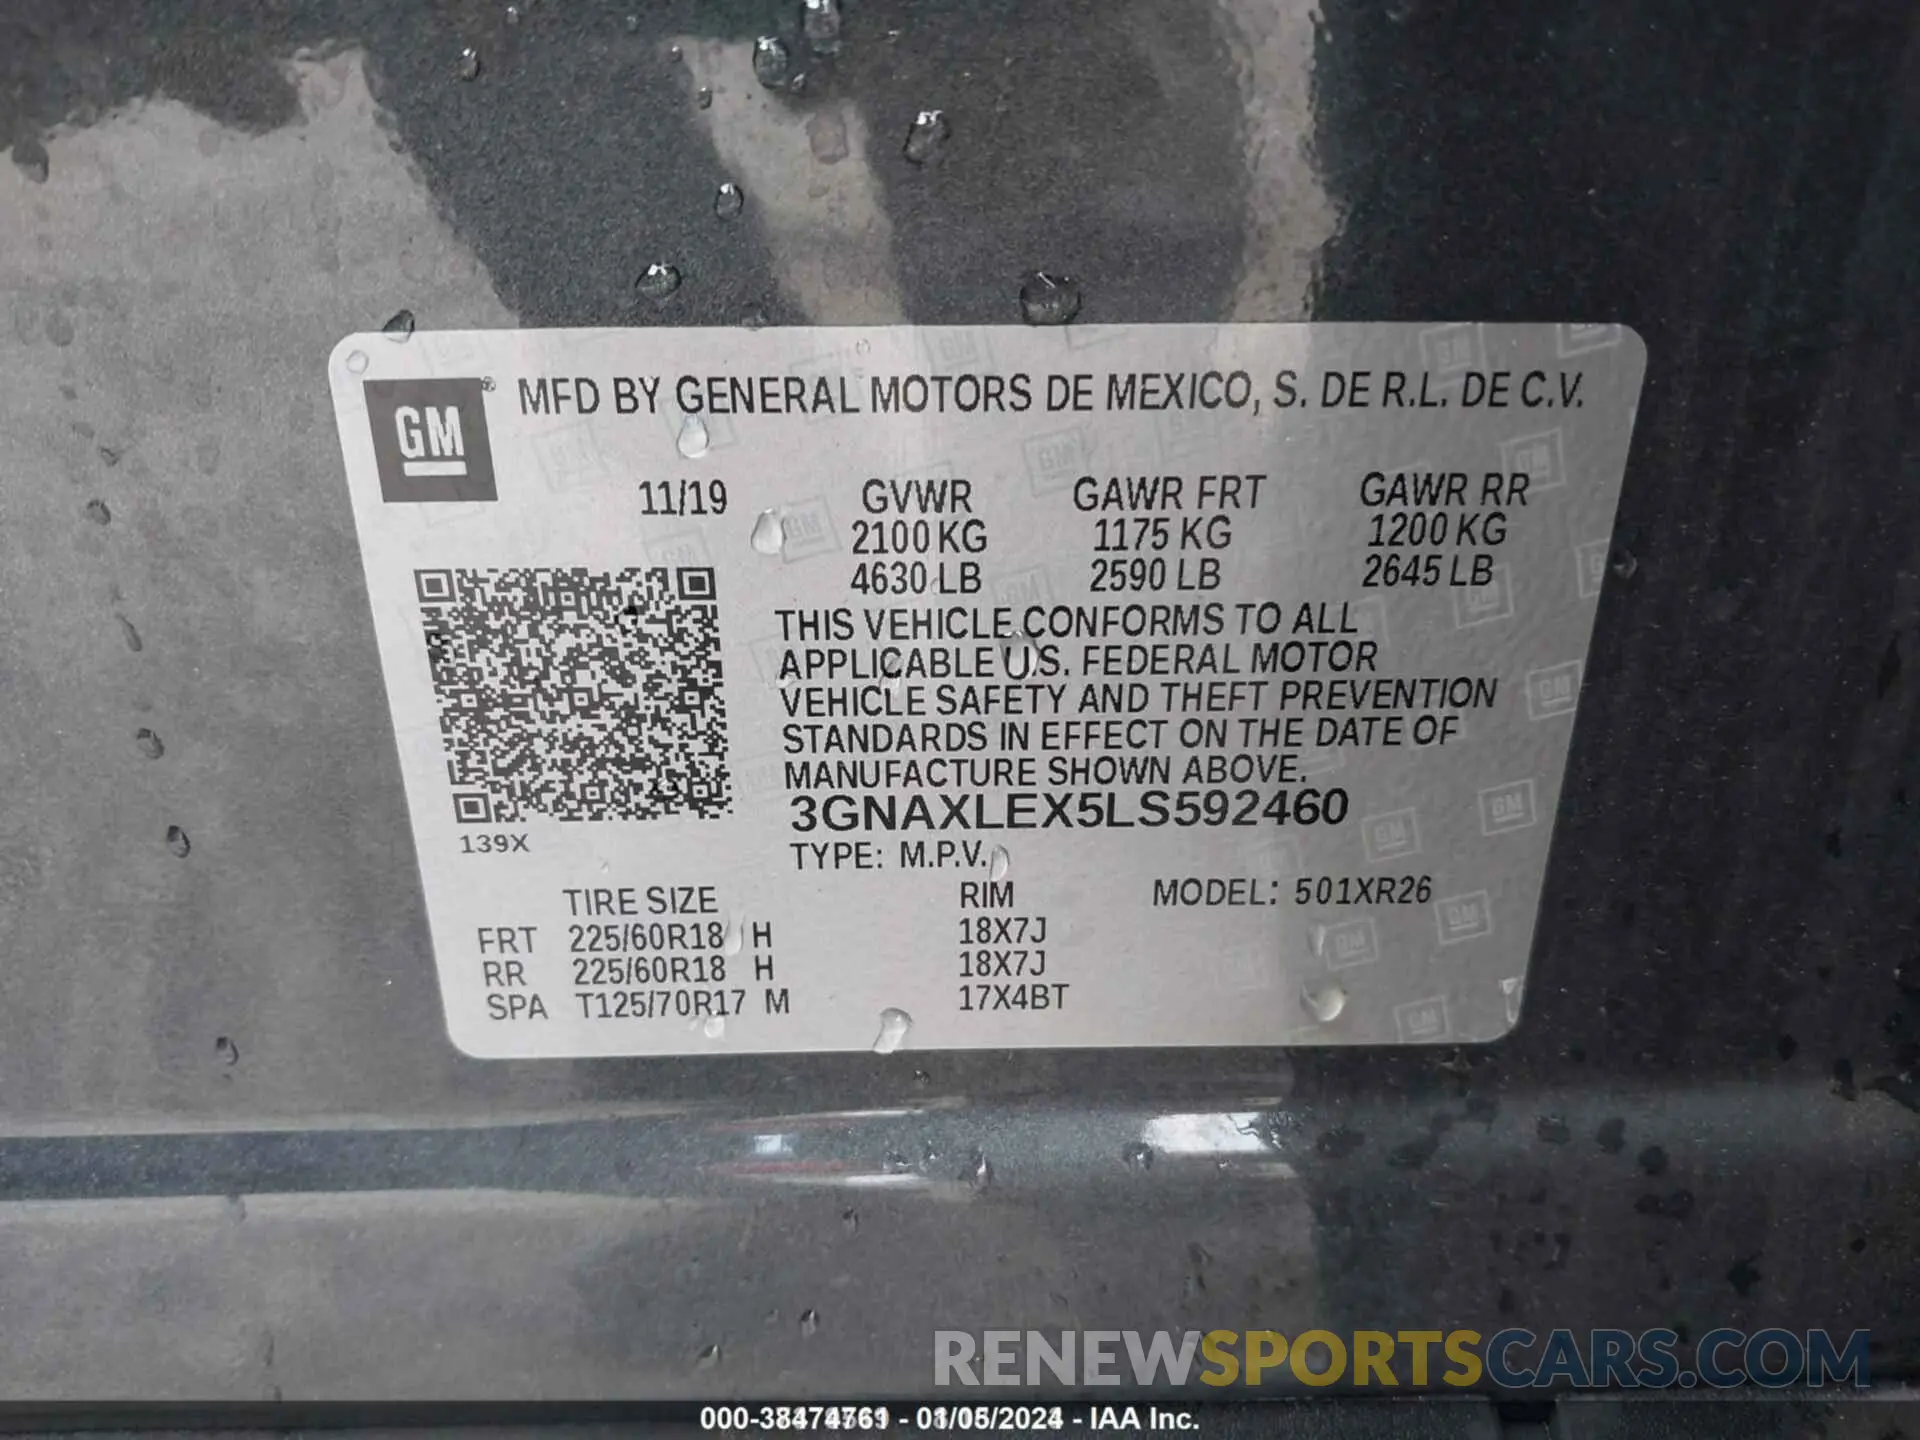 GM ® MFD BY GENERAL MOTORS DE MEXICO, S. DE R.L. DE C.V.
11/19 GVWR GAWR FRT GAWR RR
2100 KG 1175 KG 1200 KG
4630 LB 2590 LB 2645 LB
THIS VEHICLE CONFORMS TO ALL
APPLICABLE U.S. FEDERAL MOTOR
VEHICLE SAFETY AND THEFT PREVENTION
STANDARDS IN EFFECT ON THE DATE OF
MANUFACTURE SHOWN ABOVE.
3GNAXLEX5LS592460
139X
TYPE: M.P.V.
TIRE SIZE RIM MODEL: 501XR26
FRT 225/60R18 H 18X7J
RR 225/60R18 H 18X7J
SPA T125/70R17 M 17X4BT
RENEWSPORTSCARS.COM
- IAA Inc.